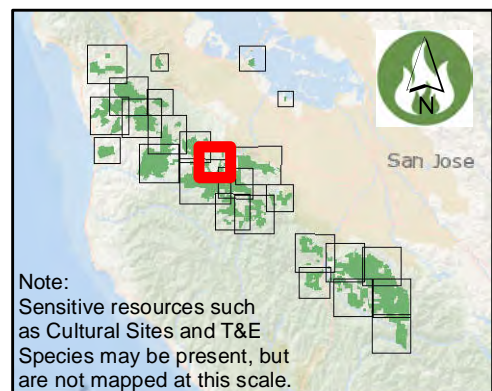 N
San Jose
Note:
Sensitive resources such
as Cultural Sites and T&E
Species may be present, but
are not mapped at this scale.